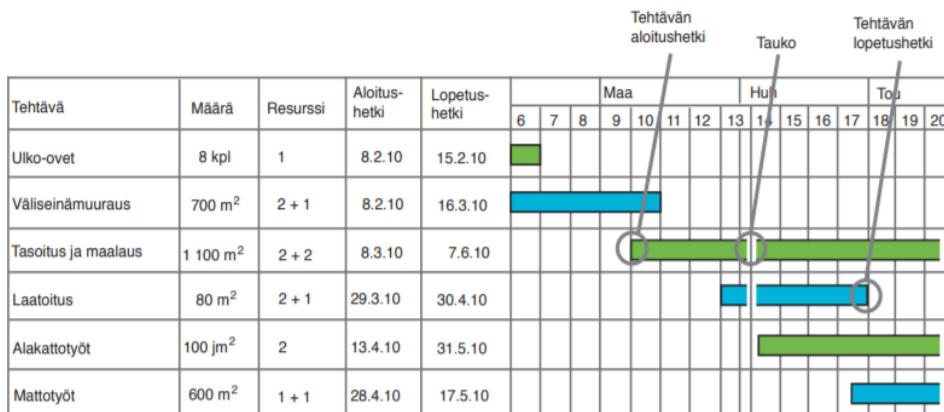 Tehtävän
aloitushetki
Tauko
Tehtävän
lopetushetki
Tehtävä Määrä Resurssi Aloitus-
hetki Lopetus-
hetki Maa Huh Tou
6 7 8 9 10 11 12 13 14 15 16 17 18 19 20
Ulko-ovet 8 kpl 1 8.2.10 15.2.10
Väliseinämuuraus 700 m² 2 + 1 8.2.10 16.3.10
Tasoitus ja maalaus 1 100 m² 2 + 2 8.3.10 7.6.10
Laatoitus 80 m² 2 + 1 29.3.10 30.4.10
Alakattotyöt 100 jm² 2 13.4.10 31.5.10
Mattotyöt 600 m² 1 + 1 28.4.10 17.5.10